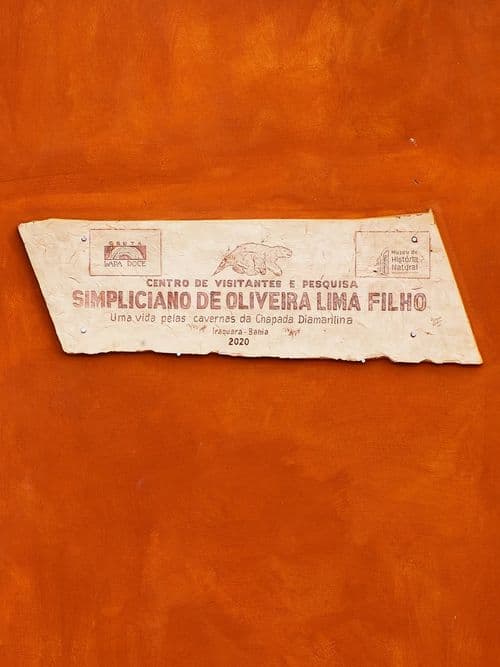 GRUTA
LAPA DOCE
Museu de
História
Natural
CENTRO DE VISITANTES E PESQUISA
SIMPLICIANO DE OLIVEIRA LIMA FILHO
Uma vida pelas cavernas da Chapada Diamantina
Iraquara-Bahia
2020